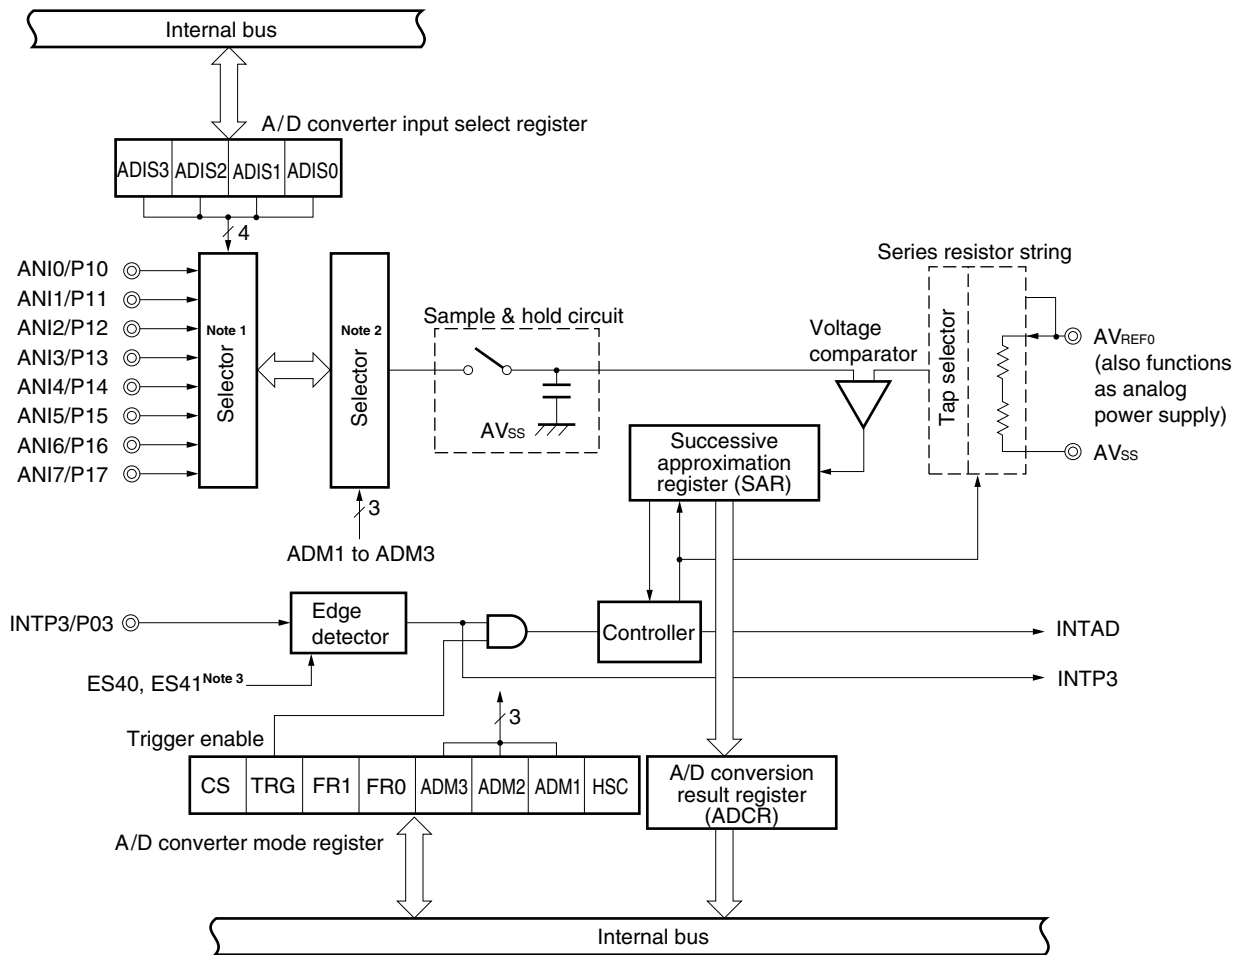 Internal bus
A/D converter input select register
ADIS3 ADIS2 ADIS1 ADIS0
4
ANI0/P10
ANI1/P11
ANI2/P12
ANI3/P13
ANI4/P14
ANI5/P15
ANI6/P16
ANI7/P17
Note 1
Selector
Note 2
Selector
3
ADM1 to ADM3
Sample & hold circuit
AVSS
Voltage
comparator
Series resistor string
Tap selector
AVREF0
(also functions
as analog
power supply)
AVSS
Successive
approximation
register (SAR)
INTP3/P03
Edge
detector
Controller
INTAD
ES40, ES41Note 3
INTP3
Trigger enable
3
CS TRG FR1 FR0 ADM3 ADM2 ADM1 HSC
A/D conversion
result register
(ADCR)
A/D converter mode register
Internal bus